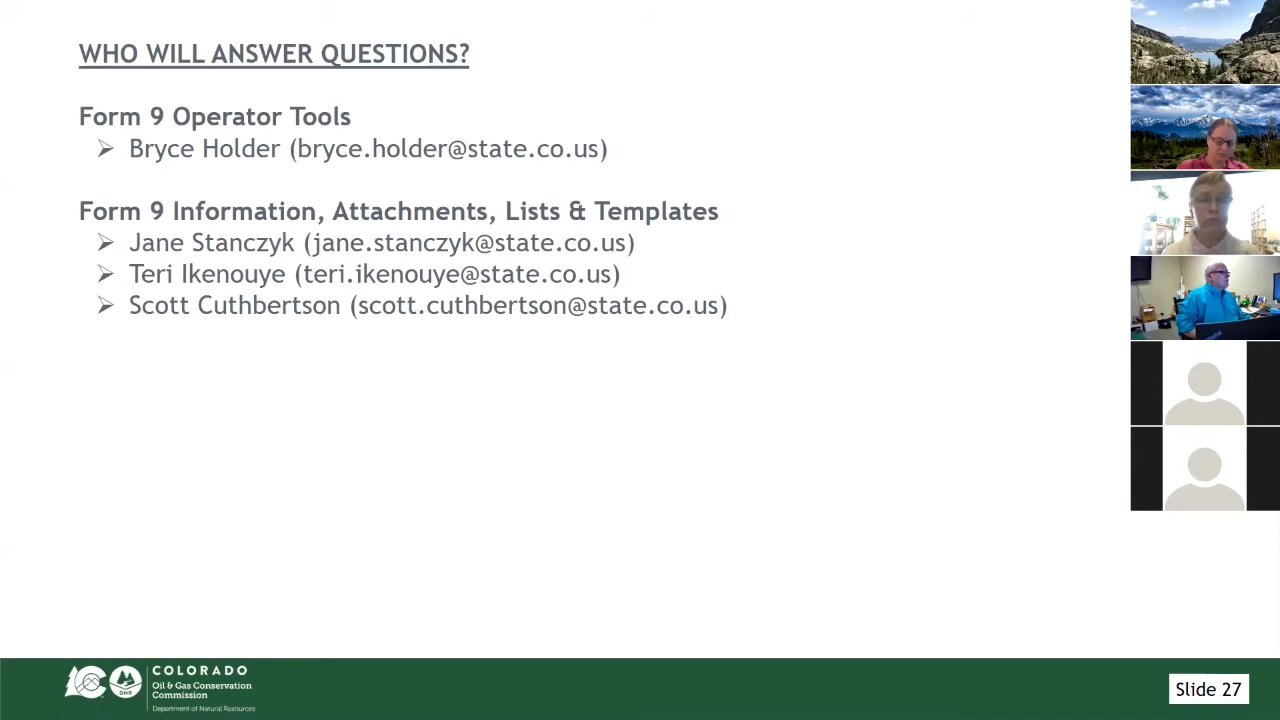 WHO WILL ANSWER QUESTIONS?
Form 9 Operator Tools
➢ Bryce Holder (bryce.holder@state.co.us)
Form 9 Information, Attachments, Lists & Templates
➢ Jane Stanczyk (jane.stanczyk@state.co.us)
➢ Teri Ikenouye (teri.ikenouye@state.co.us)
➢ Scott Cuthbertson (scott.cuthbertson@state.co.us)
COLORADO
Oil & Gas Conservation
Commission
Department of Natural Resources
DNR
Slide 27